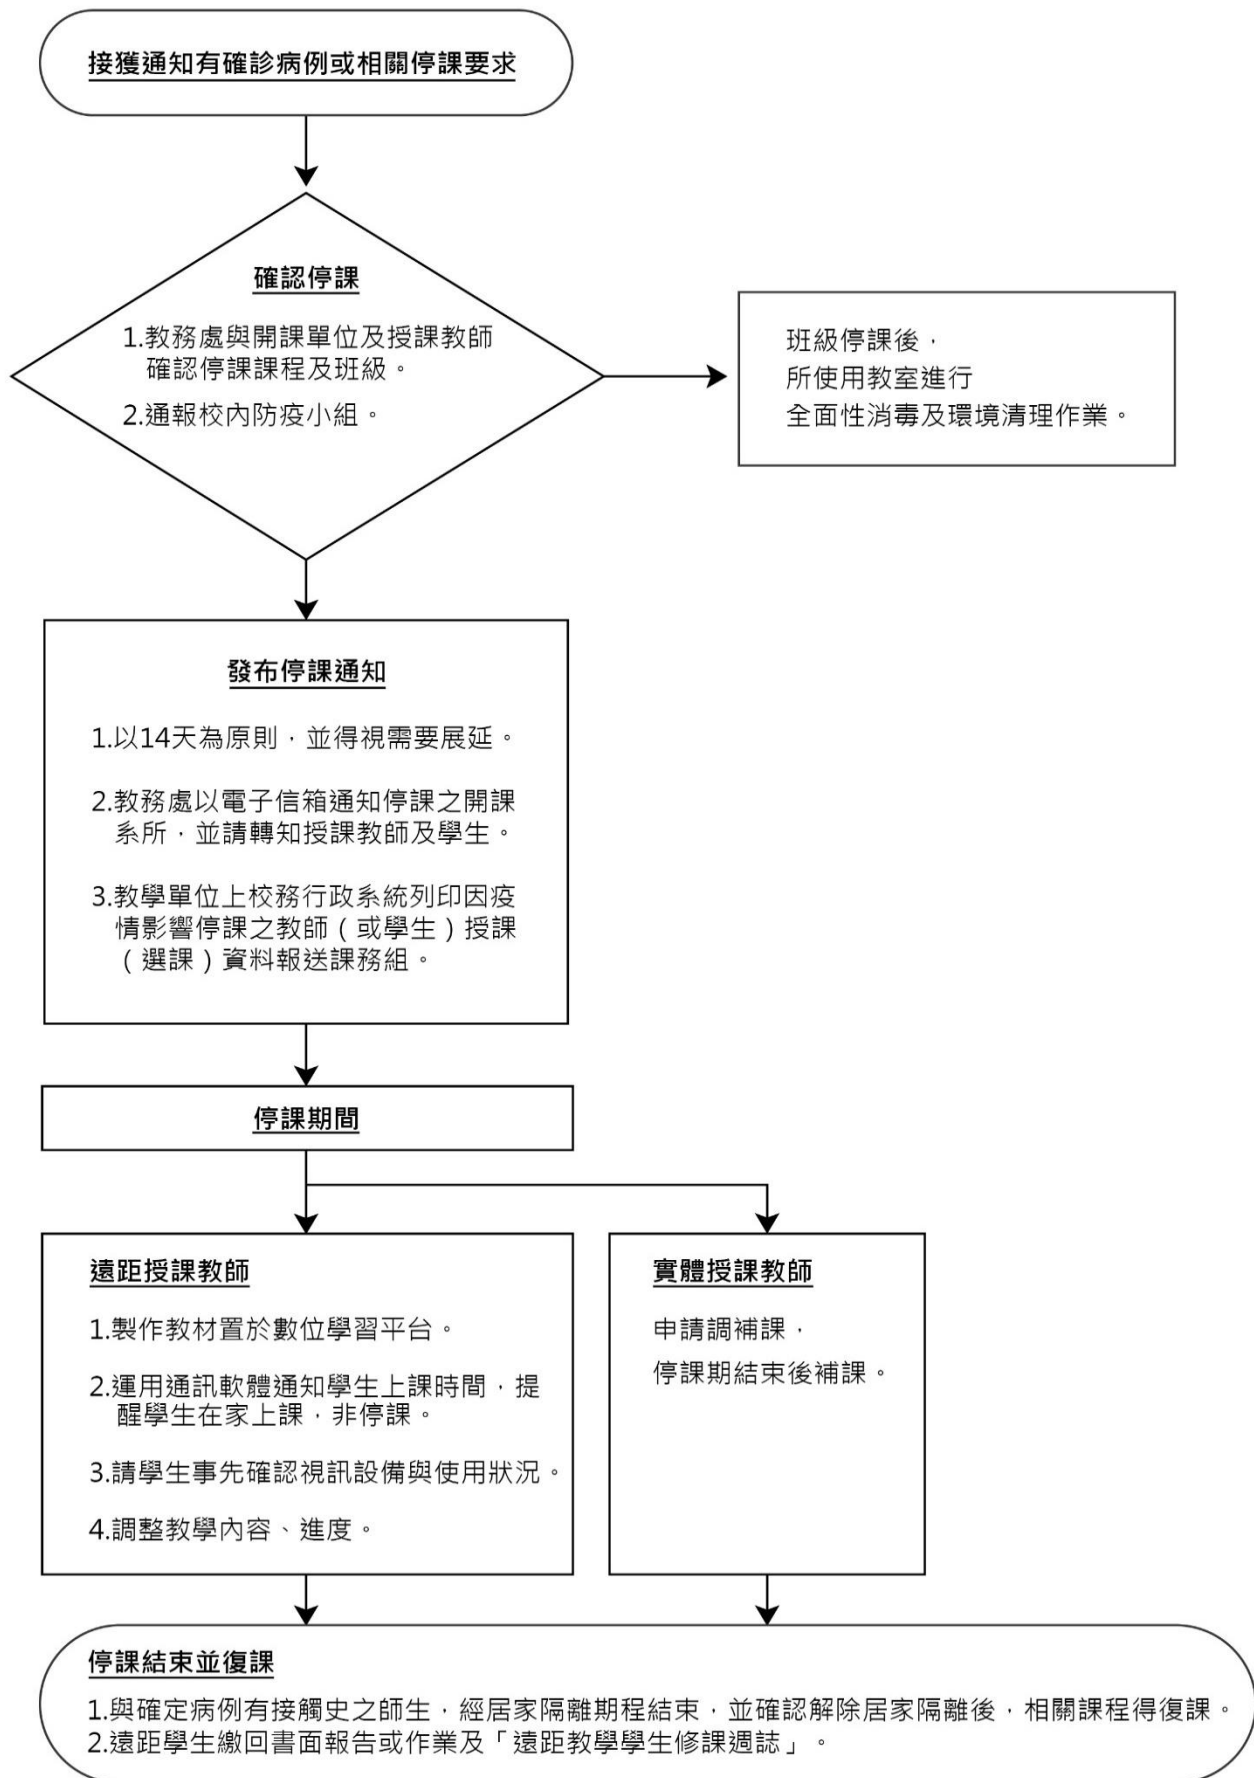 接獲通知有確診病例或相關停課要求
確認停課
1.教務處與開課單位及授課教師
確認停課課程及班級。
2.通報校內防疫小組。
班級停課後，
所使用教室進行
全面性消毒及環境清理作業。
發布停課通知
1.以14天為原則，並得視需要展延。
2.教務處以電子信箱通知停課之開課
系所，並請轉知授課教師及學生。
3.教學單位上校務行政系統列印因疫
情影響停課之教師（或學生）授課
（選課）資料報送課務組。
停課期間
遠距授課教師
1.製作教材置於數位學習平台。
2.運用通訊軟體通知學生上課時間，提
醒學生在家上課，非停課。
3.請學生事先確認視訊設備與使用狀況。
4.調整教學內容、進度。
實體授課教師
申請調補課，
停課期結束後補課。
停課結束並復課
1.與確定病例有接觸史之師生，經居家隔離期程結束，並確認解除居家隔離後，相關課程得復課。
2.遠距學生繳回書面報告或作業及「遠距教學學生修課週誌」。